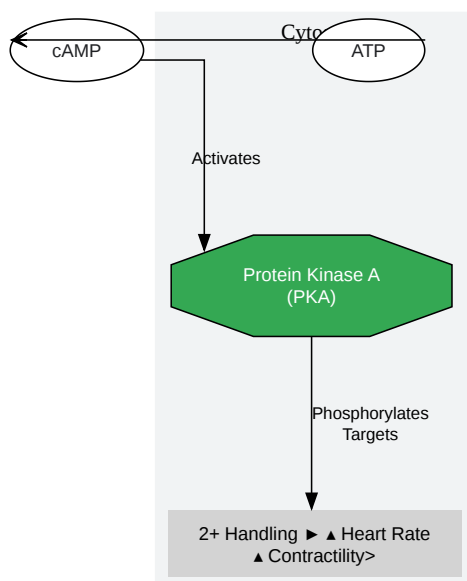 Cyto
cAMP
ATP
Activates
Protein Kinase A
(PKA)
Phosphorylates
Targets
2+ Handling ► ▲ Heart Rate
▲ Contractility>